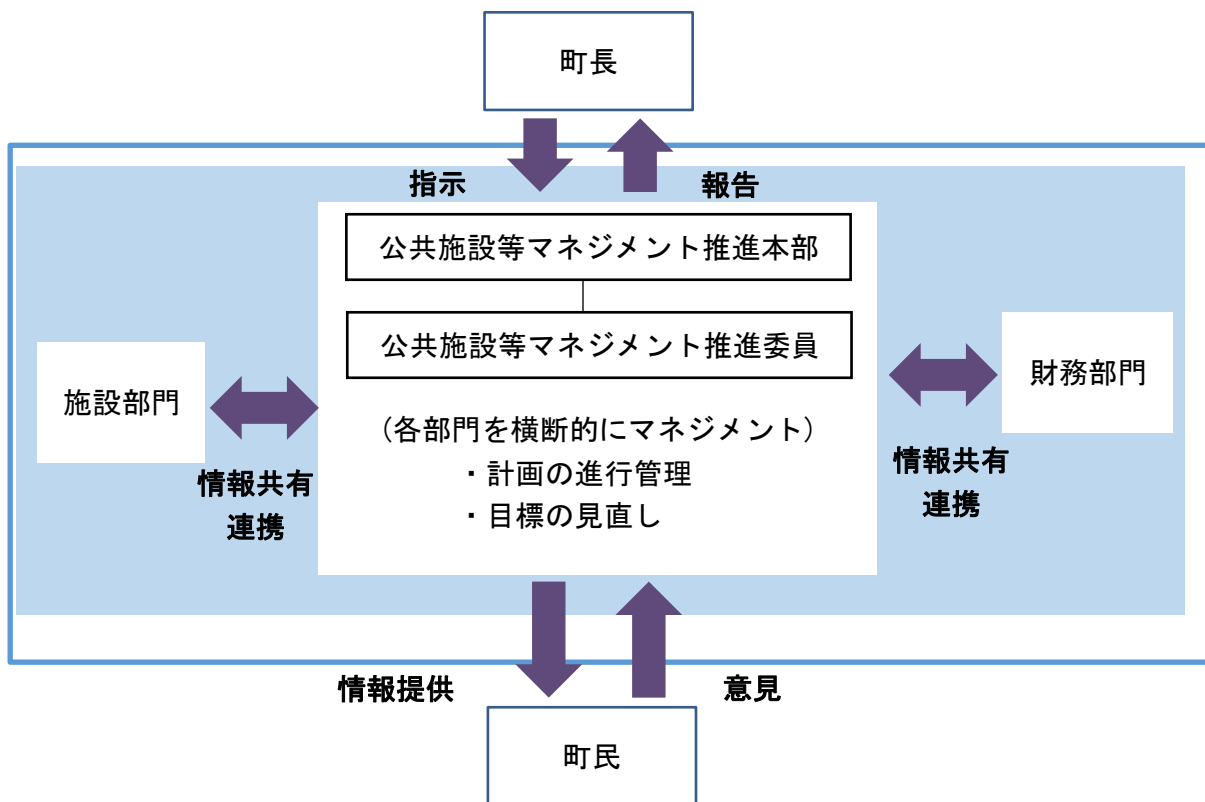 町長
指示
報告
公共施設等マネジメント推進本部
公共施設等マネジメント推進委員
（各部門を横断的にマネジメント）
・計画の進行管理
・目標の見直し
施設部門
情報共有
連携
財務部門
情報共有
連携
情報提供
意見
町民